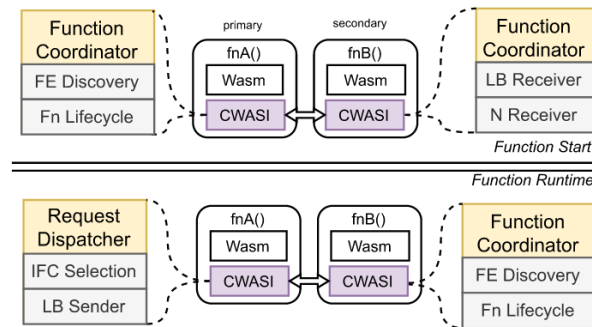 primary
secondary
Function
Coordinator
FE Discovery
Fn Lifecycle
fnA()
Wasm
CWASI
fnB()
Wasm
CWASI
Function
Coordinator
LB Receiver
N Receiver
Function Start
Function Runtime
Request
Dispatcher
IFC Selection
LB Sender
fnA()
Wasm
CWASI
fnB()
Wasm
CWASI
Function
Coordinator
FE Discovery
Fn Lifecycle